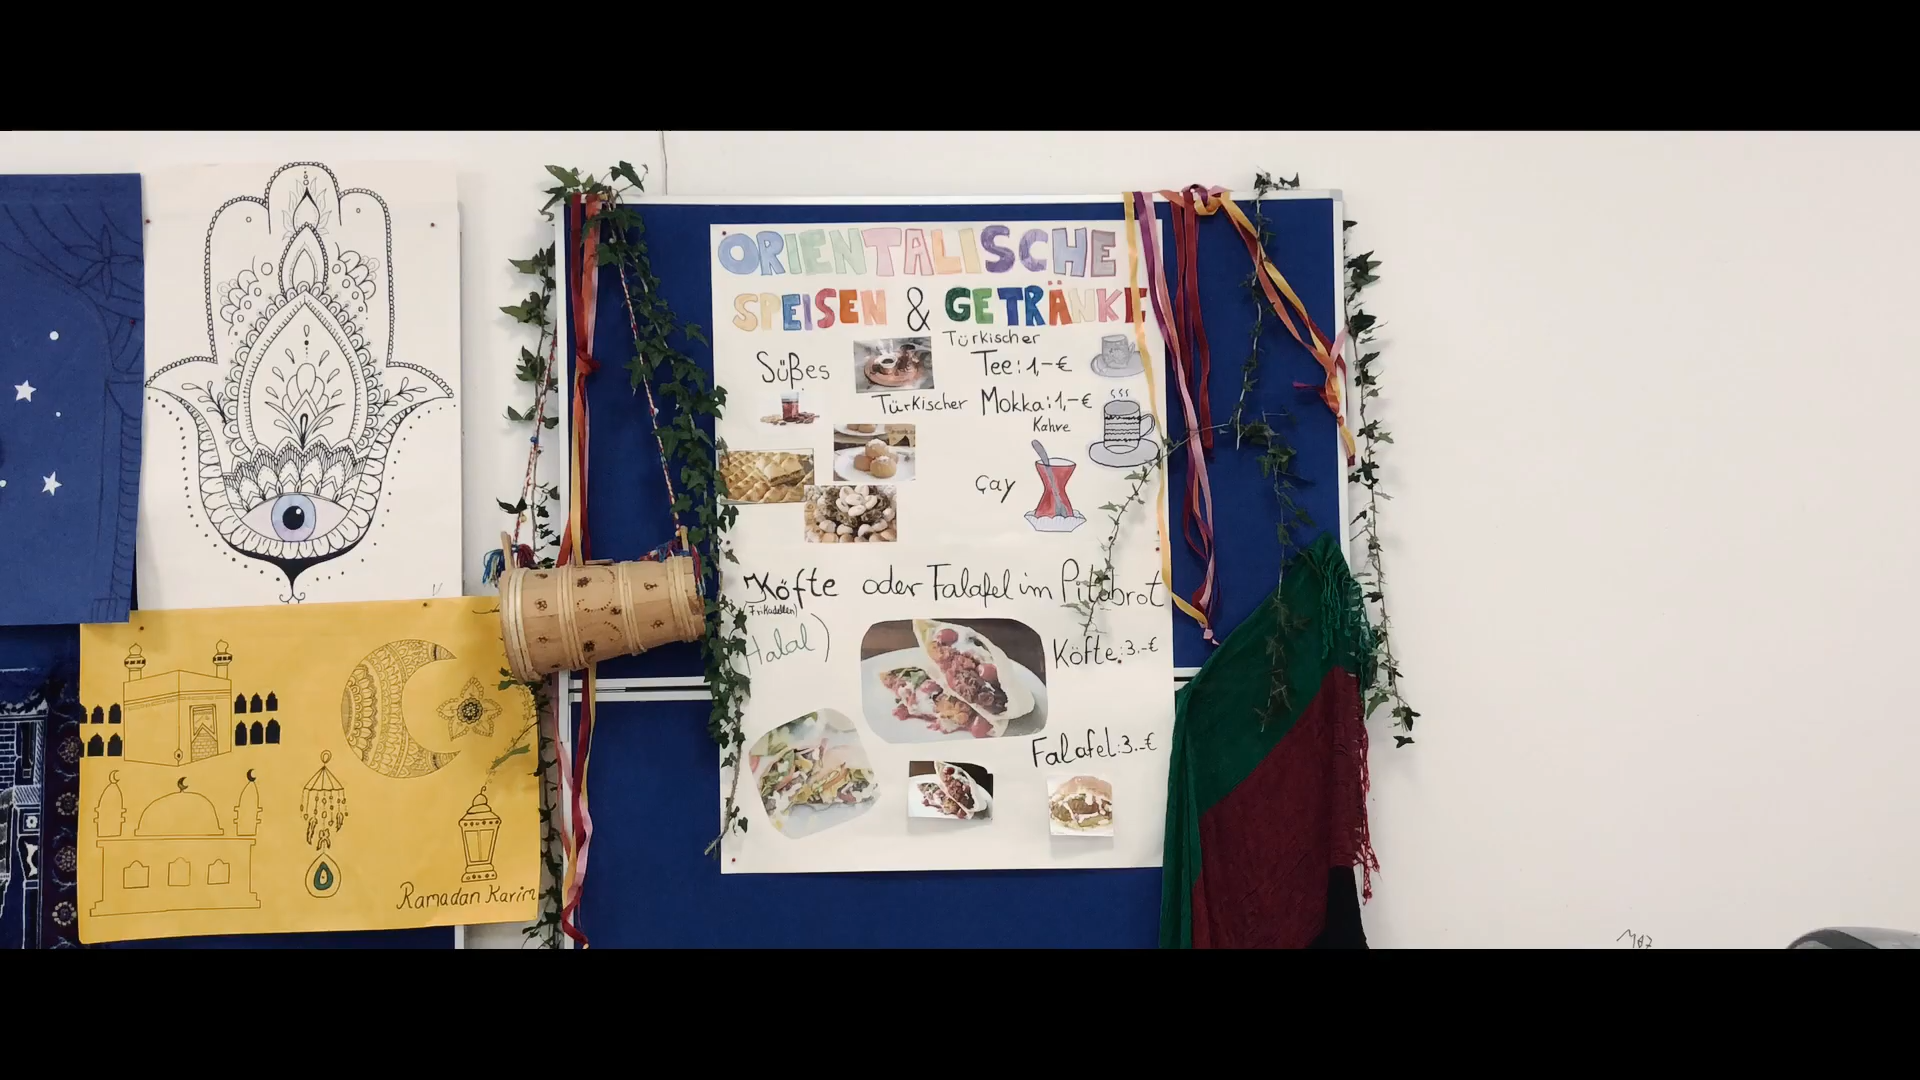 ORIENTALISCHE
SPEISEN & GETRÄNKE
Süßes
Türkischer
Tee: 1,-€
Türkischer Mokka: 1,-€
Kahve
Çay
Köfte oder Falafel im Pitabrot
(Frikadellen)
Halal)
Köfte: 3.-€
Falafel: 3.-€
Ramadan Karim